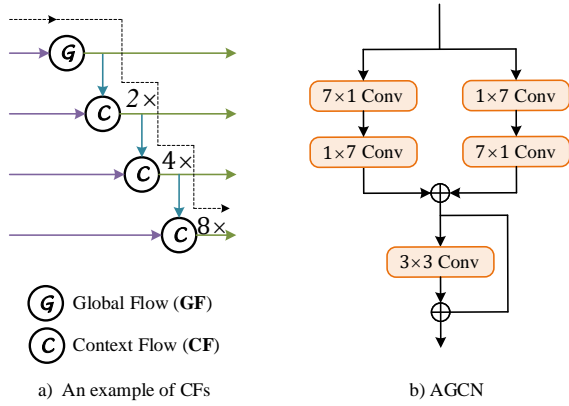 G
C
2×
C
4×
C
8×
G Global Flow (GF)
C Context Flow (CF)
a) An example of CFs
7×1 Conv
1×7 Conv
1×7 Conv
7×1 Conv
3×3 Conv
b) AGCN